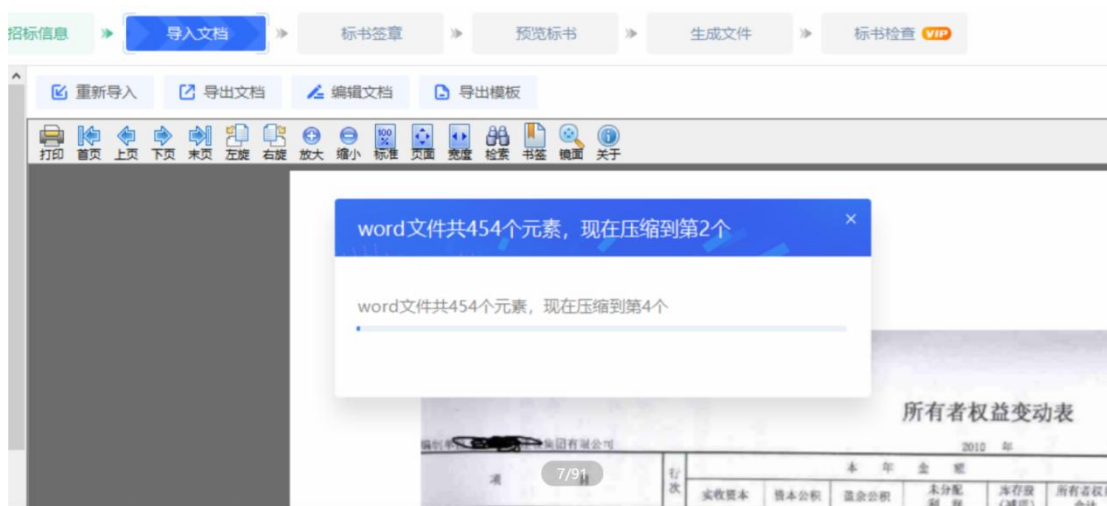 招标信息 导入文档 标书签章 预览标书 生成文件 标书检查 VIP
重新导入 导出文档 编辑文档 导出模板
100%
打印 首页 上页 下页 末页 左旋 右旋 放大 缩小 标准 页面 宽度 检索 书签 镜面 关于
word文件共454个元素，现在压缩到第2个
word文件共454个元素，现在压缩到第4个
所有者权益变动表
集团有限公司 2010 年
7/91
本 年 金 额
项 行次 实收资本 资本公积 盈余公积 未分配利 库存股